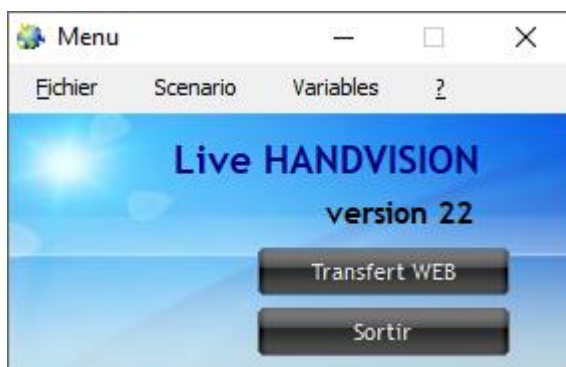 Menu
Fichier Scenario Variables ?
Live HANDVISION
version 22
Transfert WEB
Sortir